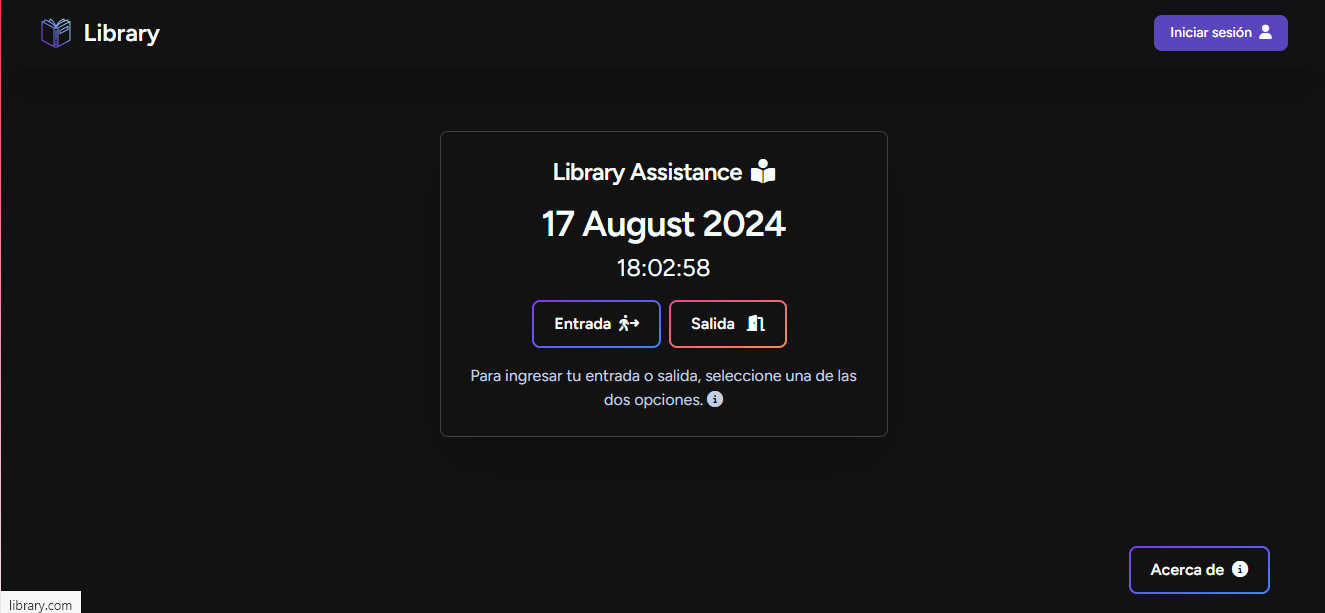 Library
Iniciar sesión
Library Assistance
17 August 2024
18:02:58
Entrada
Salida
Para ingresar tu entrada o salida, seleccione una de las
dos opciones.
Acerca de
library.com